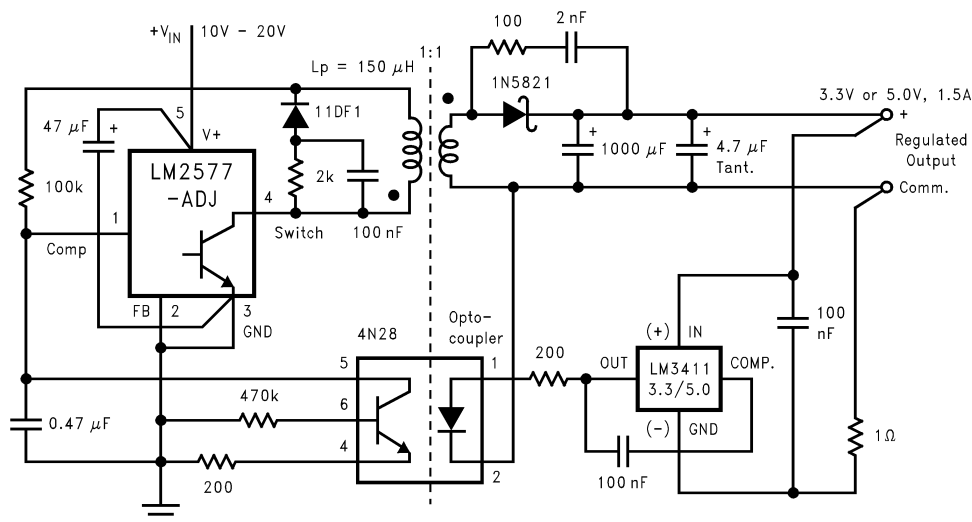 +VIN 10V - 20V
100
2 nF
1:1
Lp = 150 μH
1N5821
11DF1
3.3V or 5.0V, 1.5A
+
47 μF
+
5
V+
LM2577
-ADJ
+
1000 μF
+
4.7 μF
Tant.
Regulated
Output
100k
2k
4
Comm.
1
Comp
Switch
100 nF
FB
2
3
GND
4N28
Opto-
coupler
(+)
IN
100
nF
5
1
200
OUT
LM3411
3.3/5.0
COMP.
6
470k
0.47 μF
4
(-)
GND
1Ω
200
2
100 nF